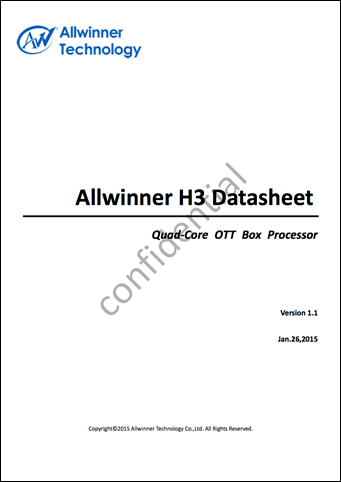 Allwinner
Technology
Allwinner H3 Datasheet
confidential
Quad-Core OTT Box Processor
Version 1.1
Jan.26,2015
Copyright©2015 Allwinner Technology Co.,Ltd. All Rights Reserved.